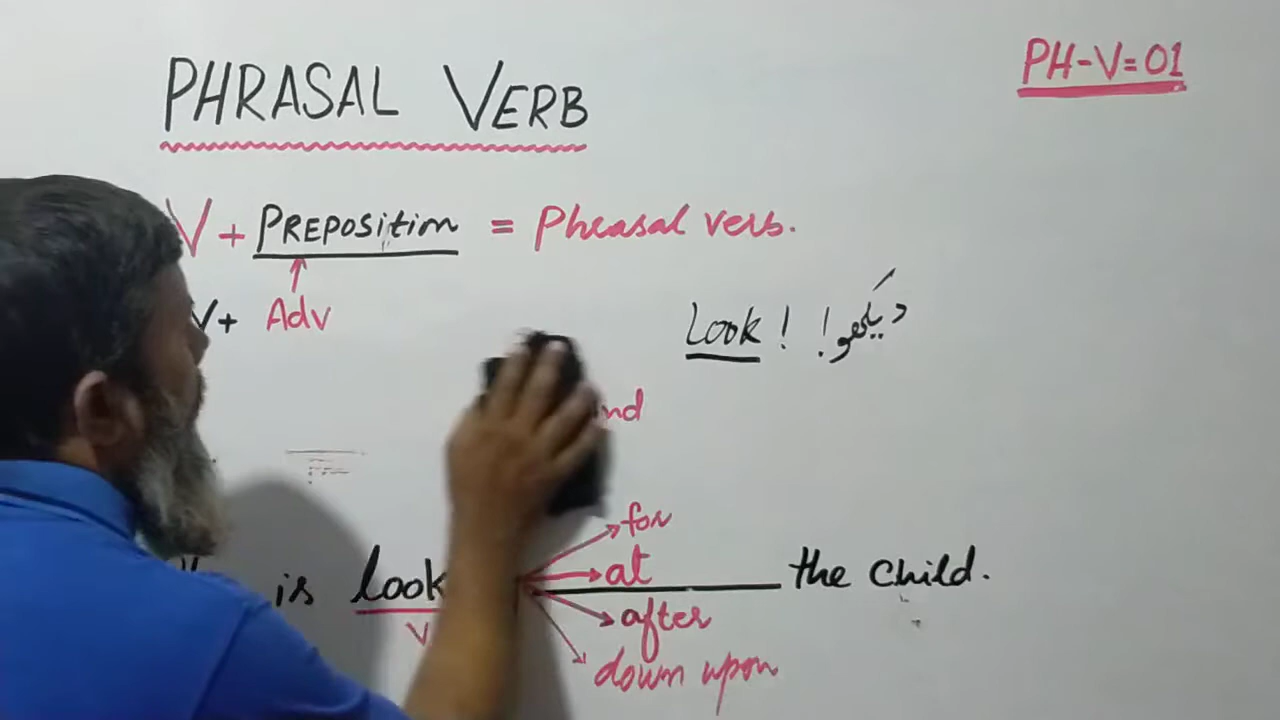 PHRASAL VERB
PH-V=01
V + PREPOSITION = Phrasal verb.
V + Adv
Look! دیکھو!
is look
for
at
after
down upon
the child.
V